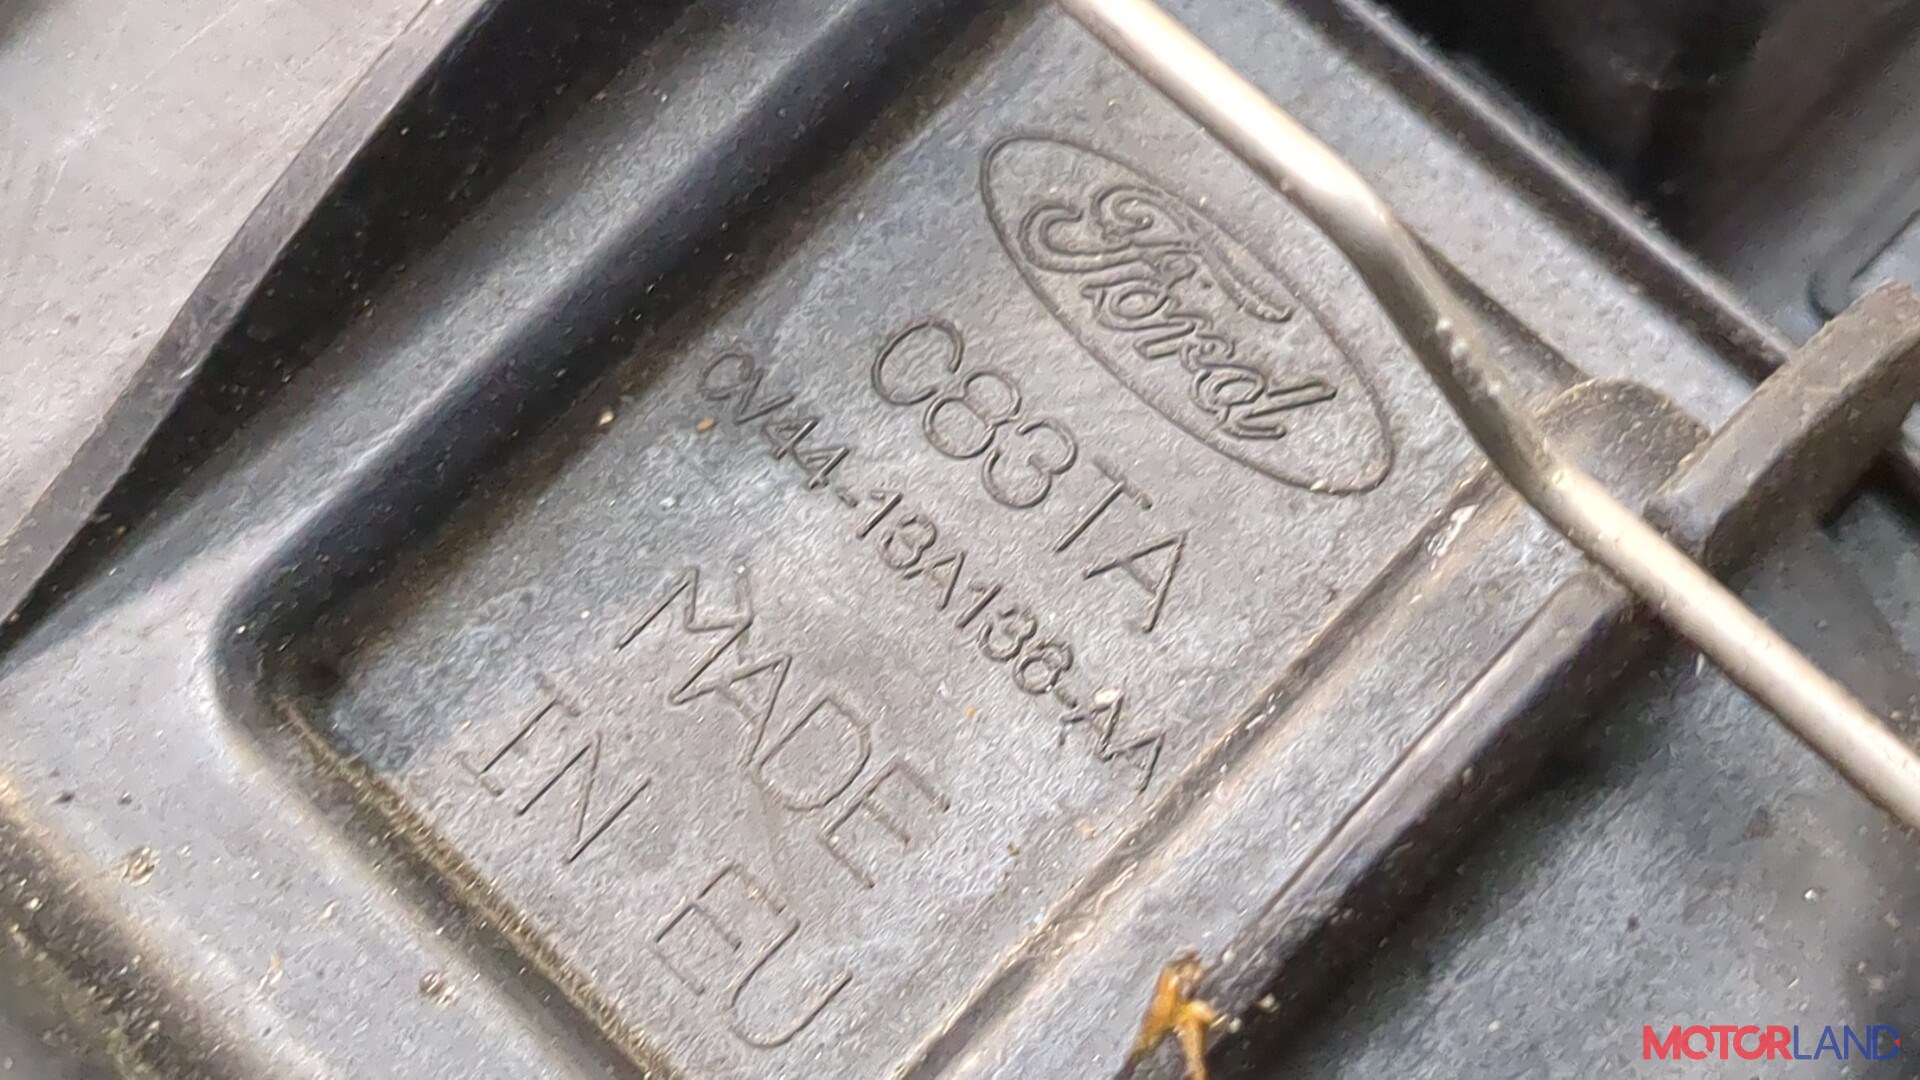 Ford
C83TA
CV44-13A138-AA
MADE
IN EU
MOTORLAND